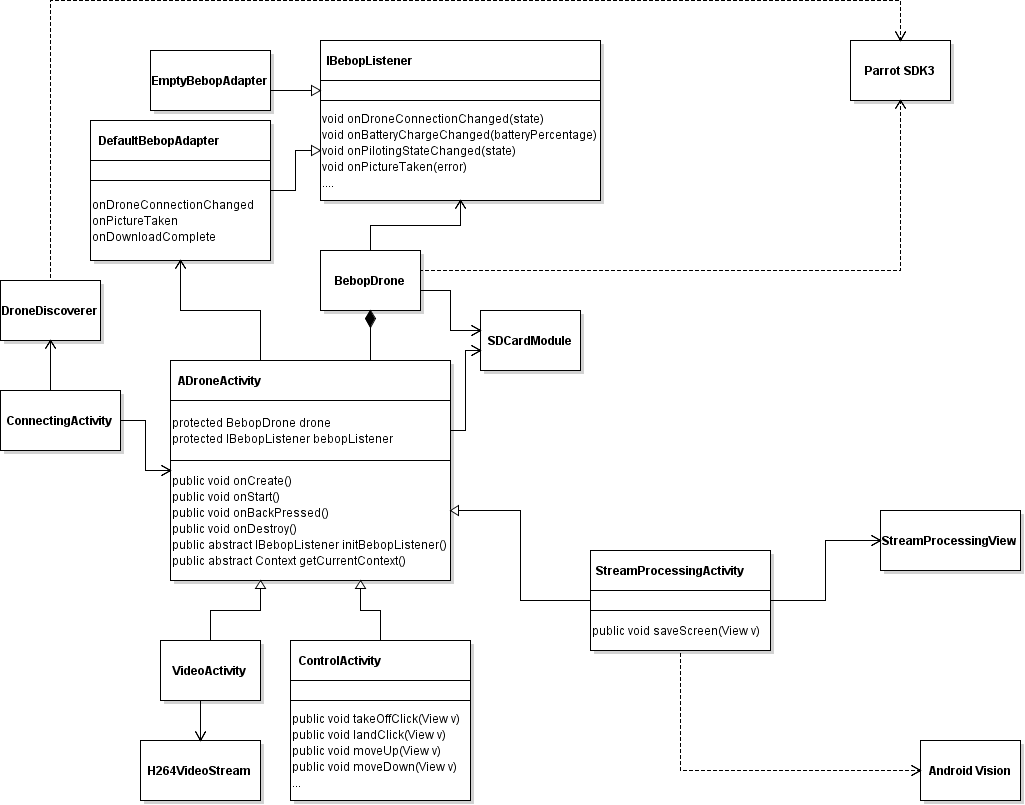 IBebopListener
void onDroneConnectionChanged(state)
void onBatteryChargeChanged(batteryPercentage)
void onPilotingStateChanged(state)
void onPictureTaken(error)
....
Parrot SDK3
EmptyBebopAdapter
DefaultBebopAdapter
onDroneConnectionChanged
onPictureTaken
onDownloadComplete
BebopDrone
DroneDiscoverer
SDCardModule
ConnectingActivity
ADroneActivity
protected BebopDrone drone
protected IBebopListener bebopListener
public void onCreate()
public void onStart()
public void onBackPressed()
public void onDestroy()
public abstract IBebopListener initBebopListener()
public abstract Context getCurrentContext()
StreamProcessingView
StreamProcessingActivity
public void saveScreen(View v)
VideoActivity
ControlActivity
public void takeOffClick(View v)
public void landClick(View v)
public void moveUp(View v)
public void moveDown(View v)
...
H264VideoStream
Android Vision